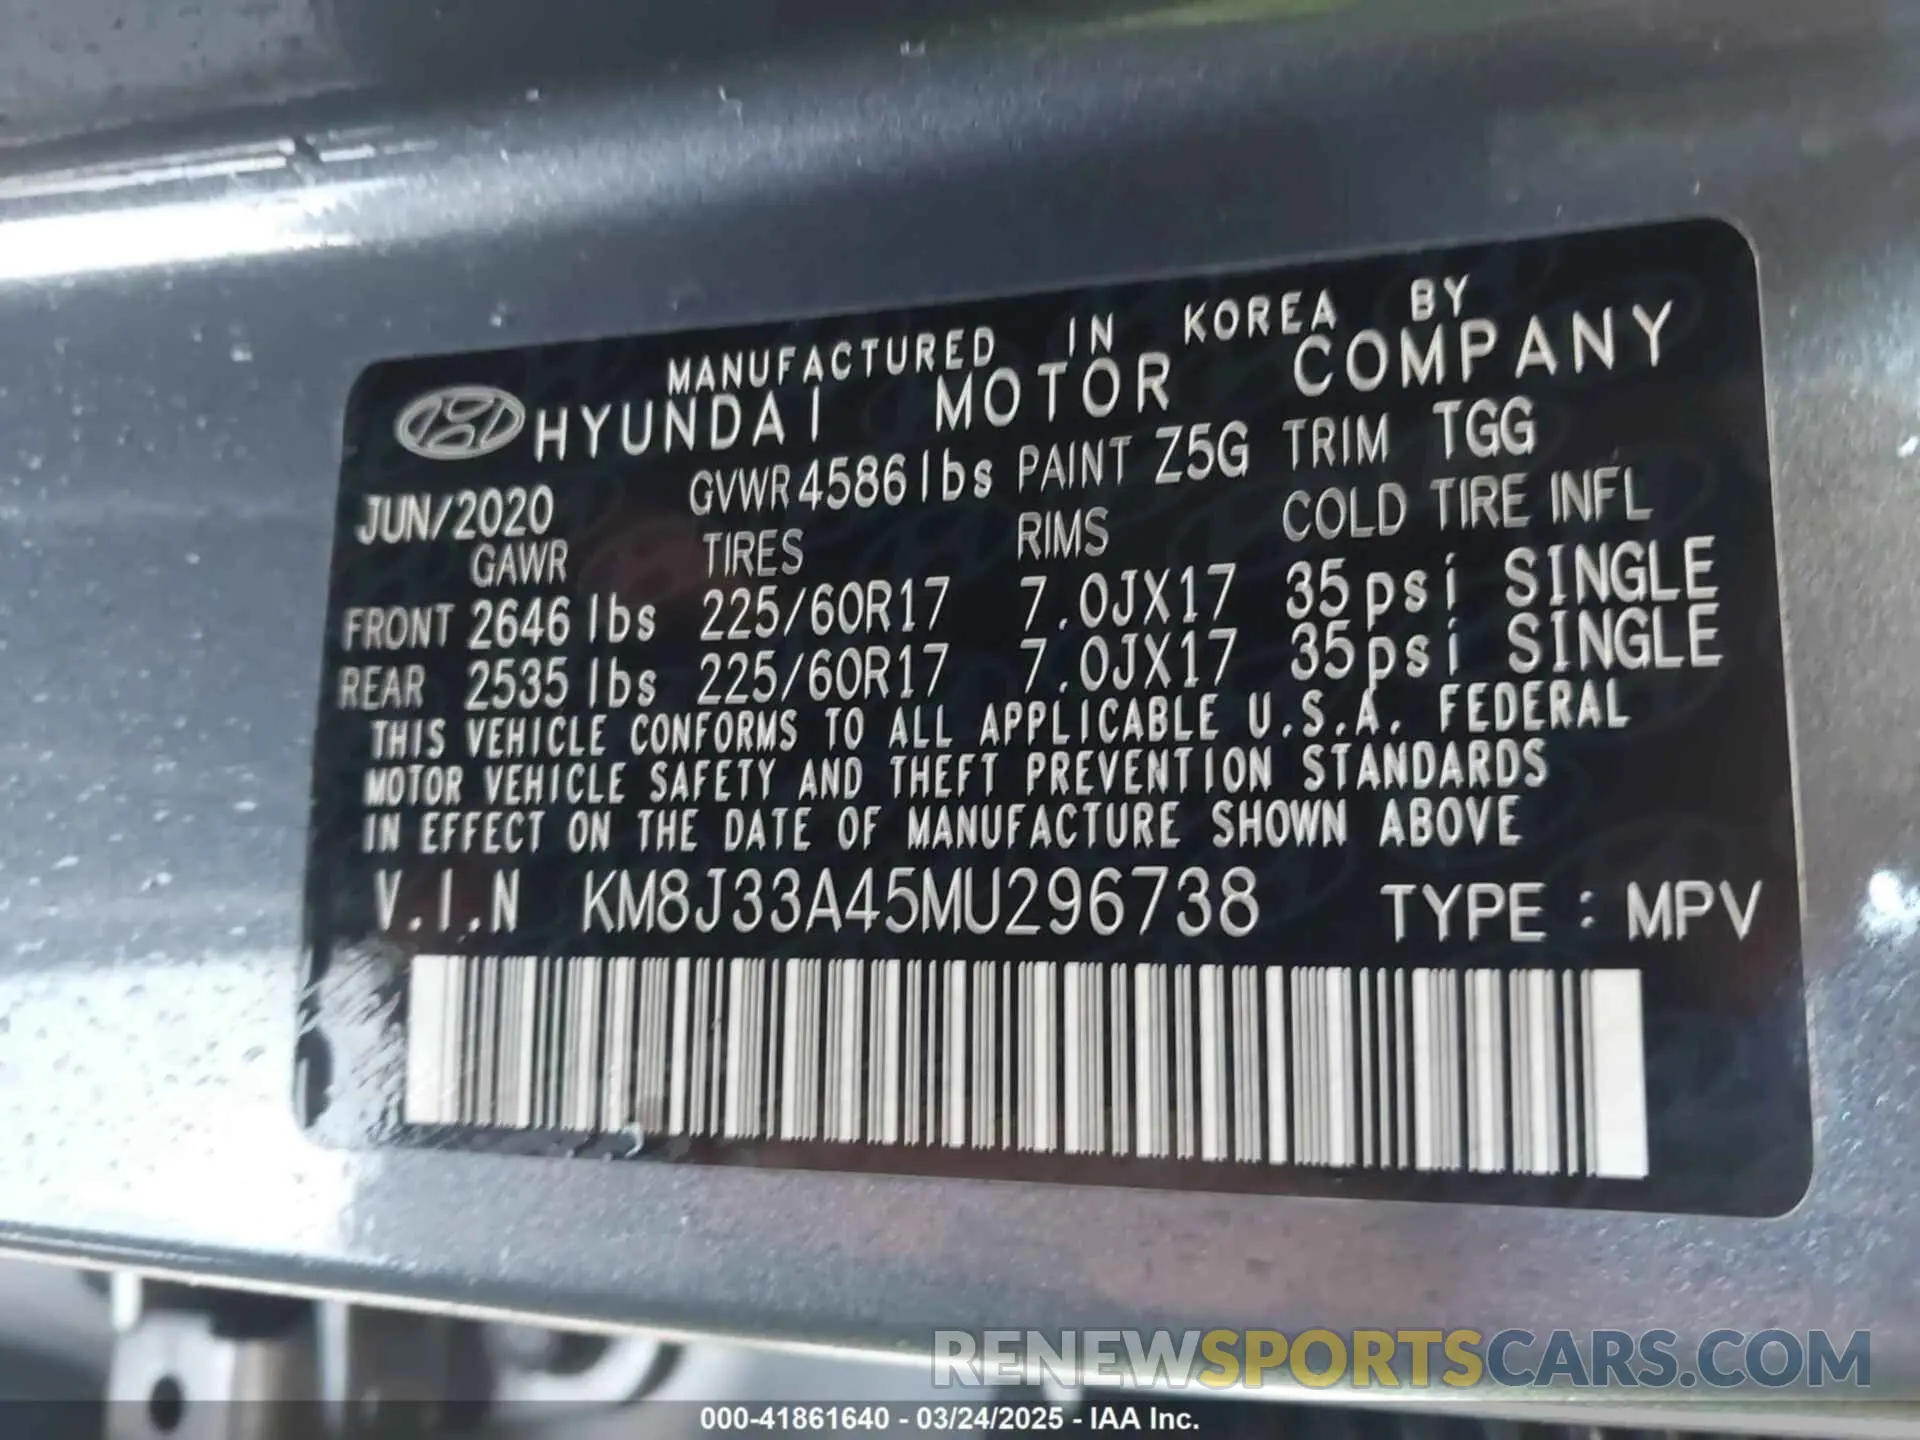 MANUFACTURED IN KOREA BY
HYUNDAI MOTOR COMPANY
JUN/2020 GVWR 4586 lbs PAINT Z5G TRIM TGG
GAWR TIRES RIMS COLD TIRE INFL
FRONT 2646 lbs 225/60R17 7.0JX17 35psi SINGLE
REAR 2535 lbs 225/60R17 7.0JX17 35psi SINGLE
THIS VEHICLE CONFORMS TO ALL APPLICABLE U.S.A. FEDERAL
MOTOR VEHICLE SAFETY AND THEFT PREVENTION STANDARDS
IN EFFECT ON THE DATE OF MANUFACTURE SHOWN ABOVE
V.I.N KM8J33A45MU296738 TYPE : MPV
RENEWSPORTSCARS.COM
000-41861640 - 03/24/2025 - IAA Inc.